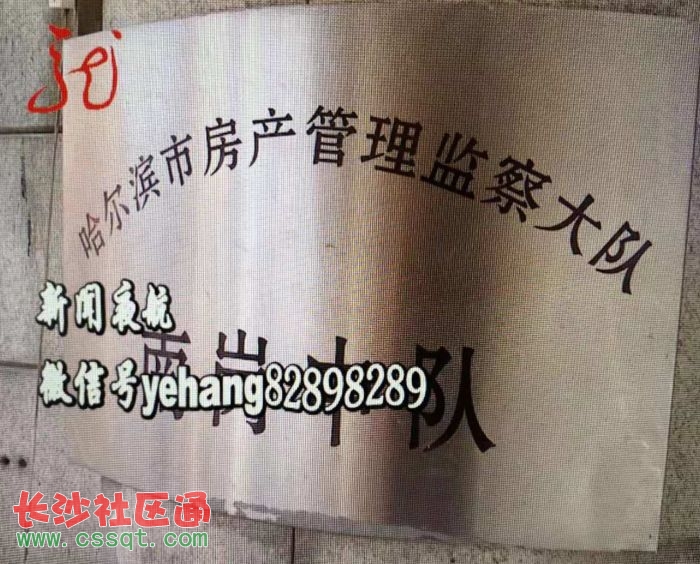 哈尔滨市房产管理监察大队
南岗中队
新闻夜航
微信号yehang82898289
长沙社区通
www.cssqt.com